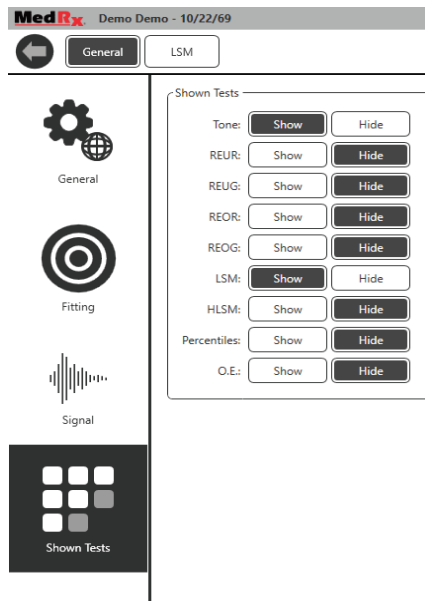 MedRx Demo Demo - 10/22/69
General LSM
General
Fitting
Signal
Shown Tests
Shown Tests
Tone: Show Hide
REUR: Show Hide
REUG: Show Hide
REOR: Show Hide
REOG: Show Hide
LSM: Show Hide
HLSM: Show Hide
Percentiles: Show Hide
O.E.: Show Hide